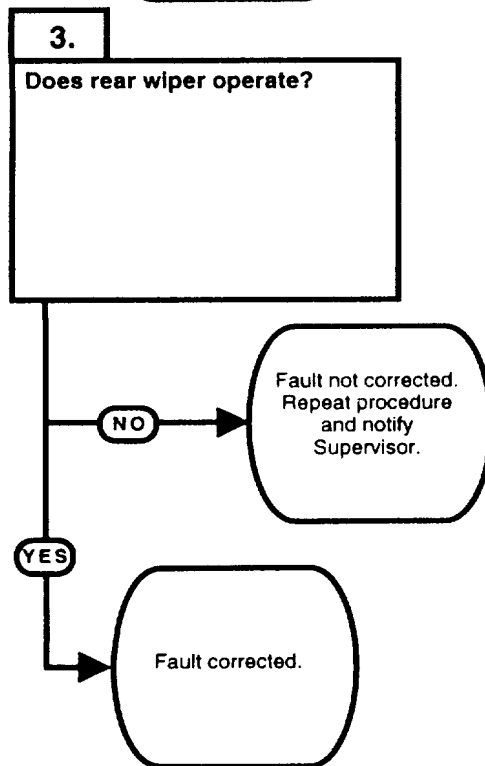 3.
Does rear wiper operate?
Fault not corrected.
Repeat procedure
and notify
Supervisor.
NO
YES
Fault corrected.